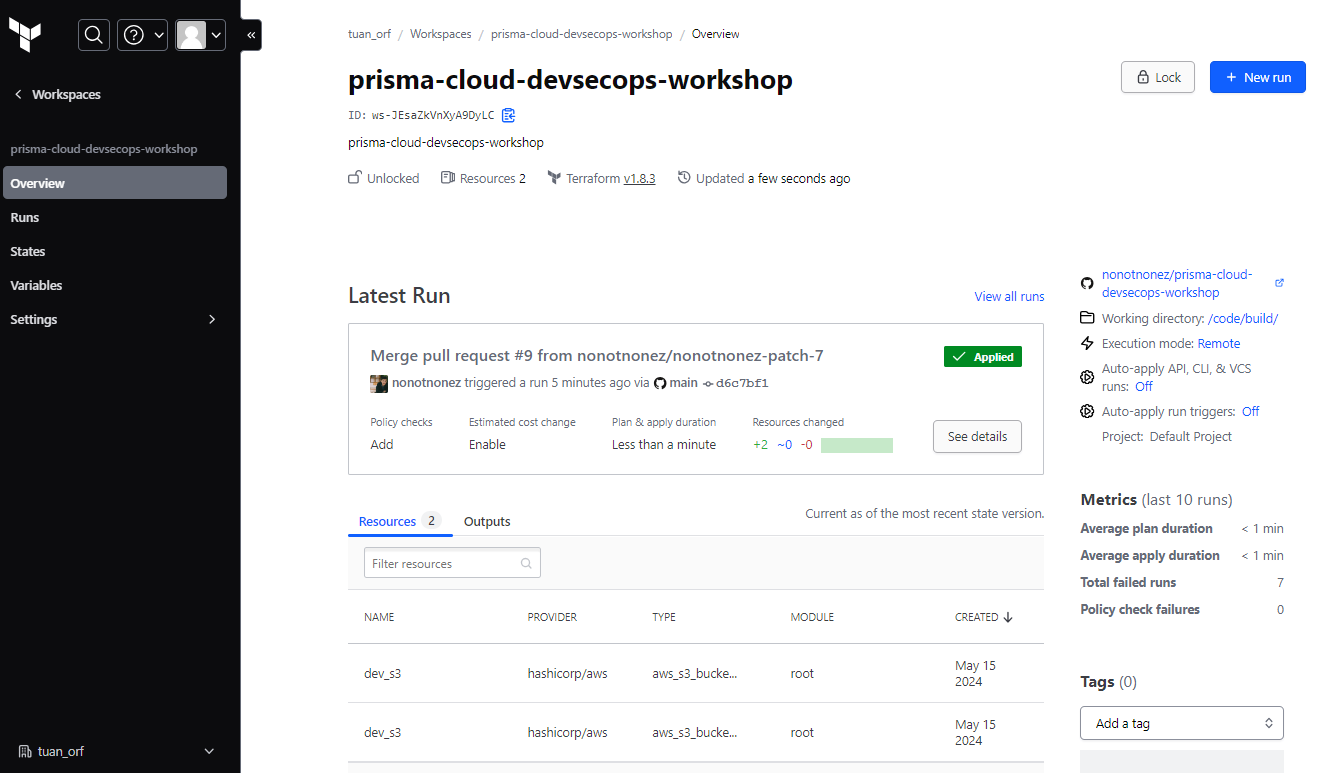 Workspaces
prisma-cloud-devsecops-workshop
Overview
Runs
States
Variables
Settings
tuan_orf
tuan_orf / Workspaces / prisma-cloud-devsecops-workshop / Overview
prisma-cloud-devsecops-workshop
Lock
+ New run
ID: ws-JEsaZkVnXyA9DyLC
prisma-cloud-devsecops-workshop
Unlocked Resources 2 Terraform v1.8.3 Updated a few seconds ago
Latest Run
View all runs
Merge pull request #9 from nonotnonez/nonotnonez-patch-7
Applied
nonotnonez triggered a run 5 minutes ago via main d6c7bf1
Policy checks Estimated cost change Plan & apply duration Resources changed
Add Enable Less than a minute +2 ~0 -0
See details
Resources 2 Outputs
Current as of the most recent state version.
Filter resources
NAME PROVIDER TYPE MODULE CREATED
dev_s3 hashicorp/aws aws_s3_bucke... root May 15
2024
dev_s3 hashicorp/aws aws_s3_bucke... root May 15
2024
nonotnonez/prisma-cloud-
devsecops-workshop
Working directory: /code/build/
Execution mode: Remote
Auto-apply API, CLI, & VCS
runs: Off
Auto-apply run triggers: Off
Project: Default Project
Metrics (last 10 runs)
Average plan duration < 1 min
Average apply duration < 1 min
Total failed runs 7
Policy check failures 0
Tags (0)
Add a tag